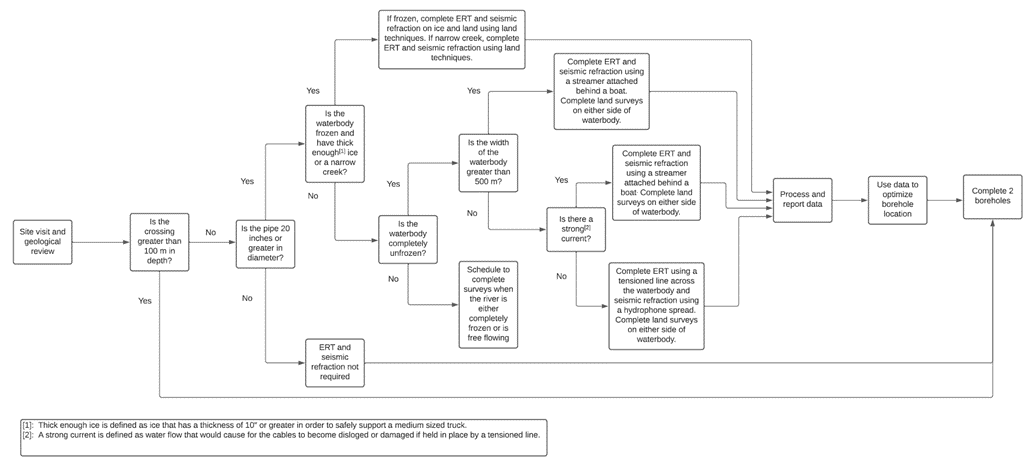 If frozen, complete ERT and seismic
refraction on ice and land using land
techniques. If narrow creek, complete
ERT and seismic refraction using land
techniques.
Complete ERT and
seismic refraction using
a streamer attached
behind a boat.
Complete land surveys
on either side of
waterbody.
Yes
Yes
Is the
waterbody
frozen and
have thick
enough[1] ice
or a narrow
creek?
Is the width
of the
waterbody
greater than
500 m?
Complete ERT and
seismic refraction
using a streamer
attached behind a
boat. Complete land
surveys on either side
of waterbody.
Yes
No
Yes
Yes
No
Process and
report data
Use data to
optimize
borehole
location
Complete 2
boreholes
Site visit and
geological
review
Is the
crossing
greater than
100 m in
depth?
No
Is the pipe 20
inches or
greater in
diameter?
Is the
waterbody
completely
unfrozen?
Is there a
strong[2]
current?
No
No
Yes
No
Schedule to
complete
surveys when
the river is
either
completely
frozen or is
free flowing
Complete ERT using a
tensioned line across
the waterbody and
seismic refraction using
a hydrophone spread.
Complete land surveys
on either side of
waterbody.
ERT and
seismic
refraction not
required
[1]: Thick enough ice is defined as ice that has a thickness of 10" or greater in order to safely support a medium sized truck.
[2]: A strong current is defined as water flow that would cause for the cables to become disloged or damaged if held in place by a tensioned line.